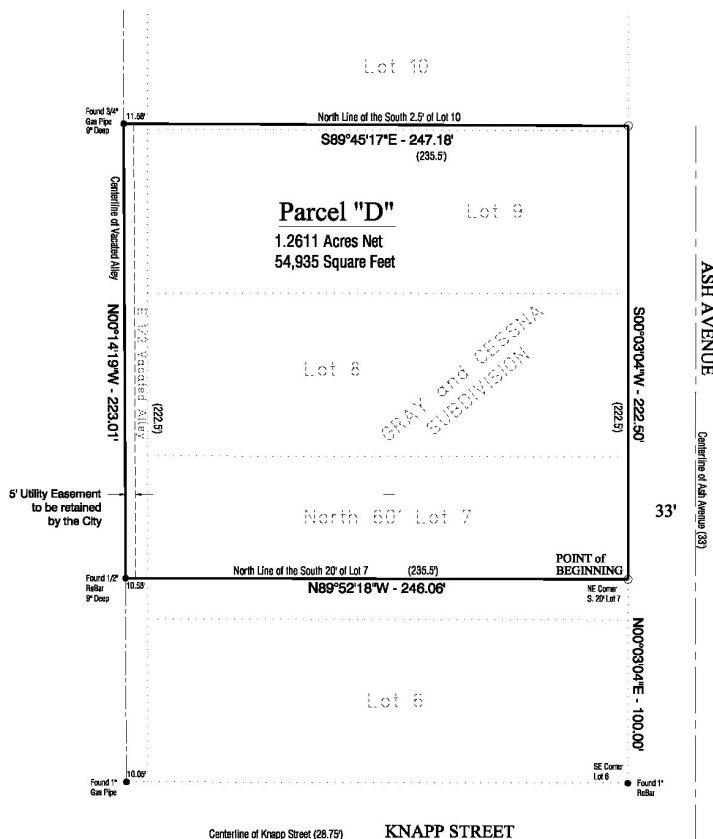 Lot 10
Found 3/4"
Gas Pipe
9" Deep
11.58'
North Line of the South 2.5' of Lot 10
S89°45'17"E - 247.18'
(235.5')
Parcel "D"
1.2611 Acres Net
54,935 Square Feet
Lot 9
Centerline of Vacated Alley
N00°14'19"W - 223.01'
E 1/2 Vacated Alley
(222.5')
Lot 8
GRAY and CESSNA
SUBDIVISION
S00°03'04"W - 222.50'
(222.5')
ASH AVENUE
Centerline of Ash Avenue (33')
33'
5' Utility Easement
to be retained
by the City
North 60' Lot 7
POINT of
BEGINNING
North Line of the South 20' of Lot 7
(235.5')
N89°52'18"W - 246.06'
Found 1/2"
ReBar
9" Deep
10.53'
NE Corner
S. 20' Lot 7
N00°03'04"E - 100.00'
Lot 6
SE Corner
Lot 6
Found 1"
Gas Pipe
10.05'
Found 1"
ReBar
Centerline of Knapp Street (28.75')
KNAPP STREET